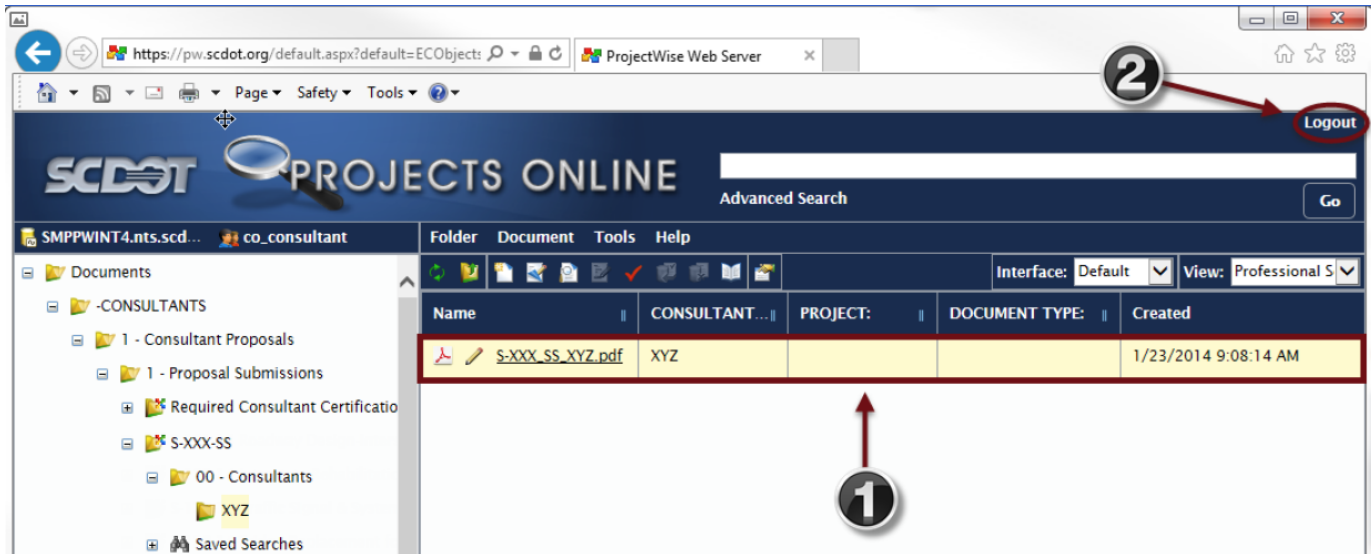 https://pw.scdot.org/default.aspx?default=ECObjects
ProjectWise Web Server
2
Page Safety Tools
Logout
SCDOT PROJECTS ONLINE
Advanced Search
Go
SMPPWINT4.nts.scd... co_consultant
Folder Document Tools Help
Documents
Interface: Default View: Professional S
-CONSULTANTS
Name CONSULTANT... PROJECT: DOCUMENT TYPE: Created
1 - Consultant Proposals
S-XXX_SS_XYZ.pdf XYZ 1/23/2014 9:08:14 AM
1 - Proposal Submissions
Required Consultant Certificatio
S-XXX-SS
00 - Consultants
1
XYZ
Saved Searches